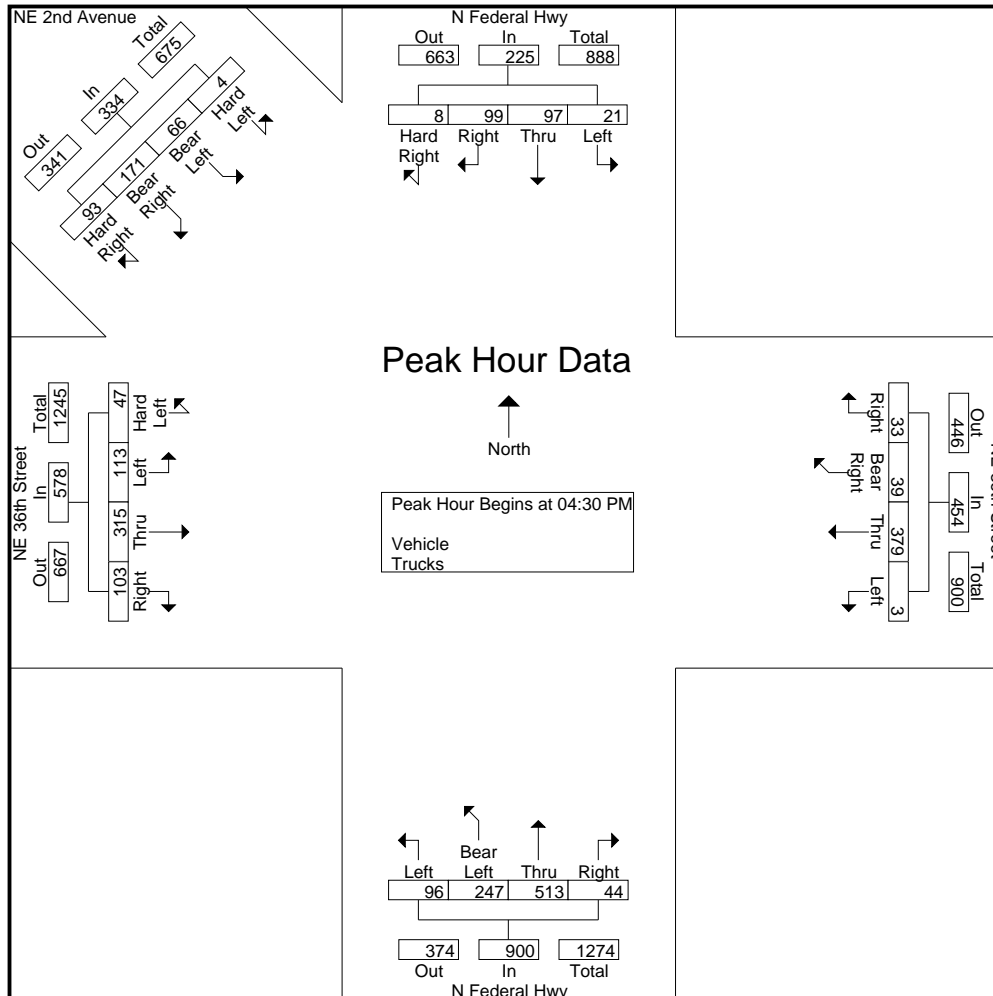 NE 2nd Avenue
Out In Total
341 334 675
93 171 66 4
Hard Right
Bear Right
Bear Left
Hard Left
N Federal Hwy
Out In Total
663 225 888
8 99 97 21
Hard Right
Right
Thru
Left
Peak Hour Data
North
Peak Hour Begins at 04:30 PM
Vehicle
Trucks
NE 36th Street
Out In Total
667 578 1245
47 113 315 103
Hard Left
Left
Thru
Right
Out In Total
446 454 900
33 39 379 3
Right
Bear Right
Thru
Left
Left
Bear Left
Thru
Right
96 247 513 44
374 900 1274
Out In Total
N Federal Hwy